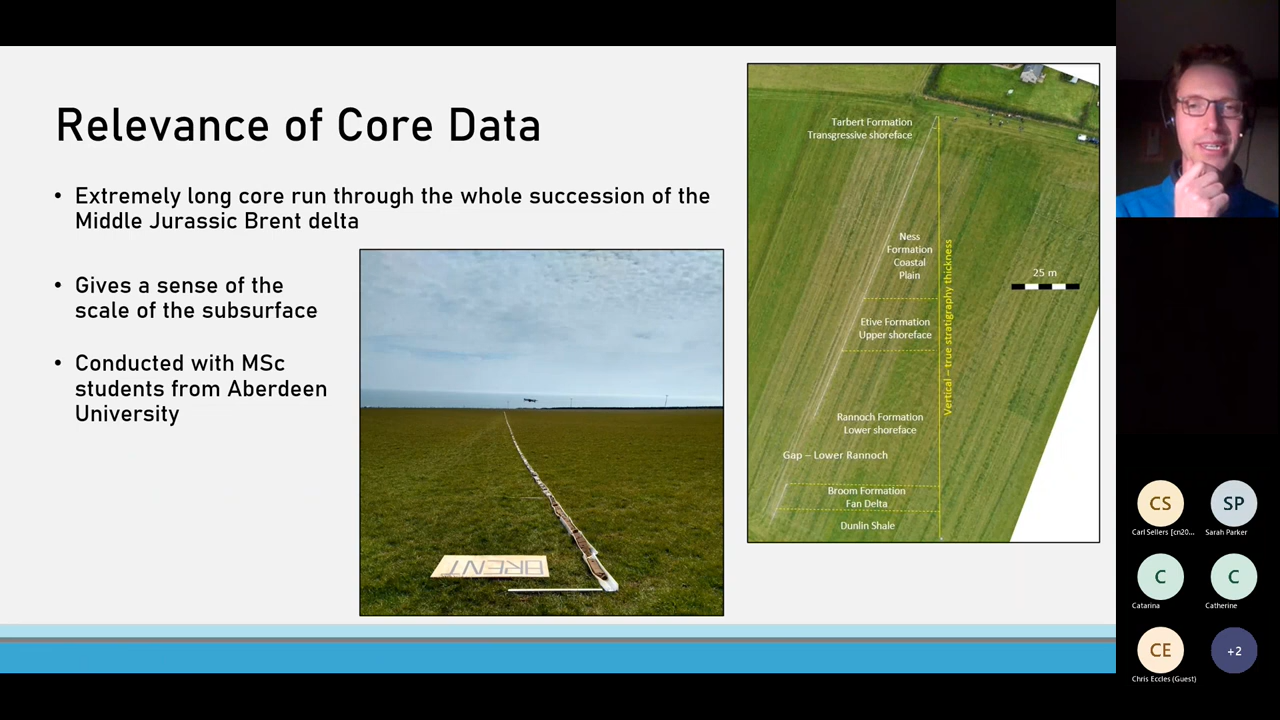 Relevance of Core Data
• Extremely long core run through the whole succession of the
Middle Jurassic Brent delta
• Gives a sense of the
scale of the subsurface
• Conducted with MSc
students from Aberdeen
University
BRENT
Tarbert Formation
Transgressive shoreface
Ness
Formation
Coastal
Plain
Etive Formation
Upper shoreface
Rannoch Formation
Lower shoreface
Gap – Lower Rannoch
Broom Formation
Fan Delta
Dunlin Shale
Vertical – true stratigraphy thickness
25 m
CS
Carl Sellers [cn20...
SP
Sarah Parker
C
Catarina
C
Catherine
CE
Chris Eccles (Guest)
+2